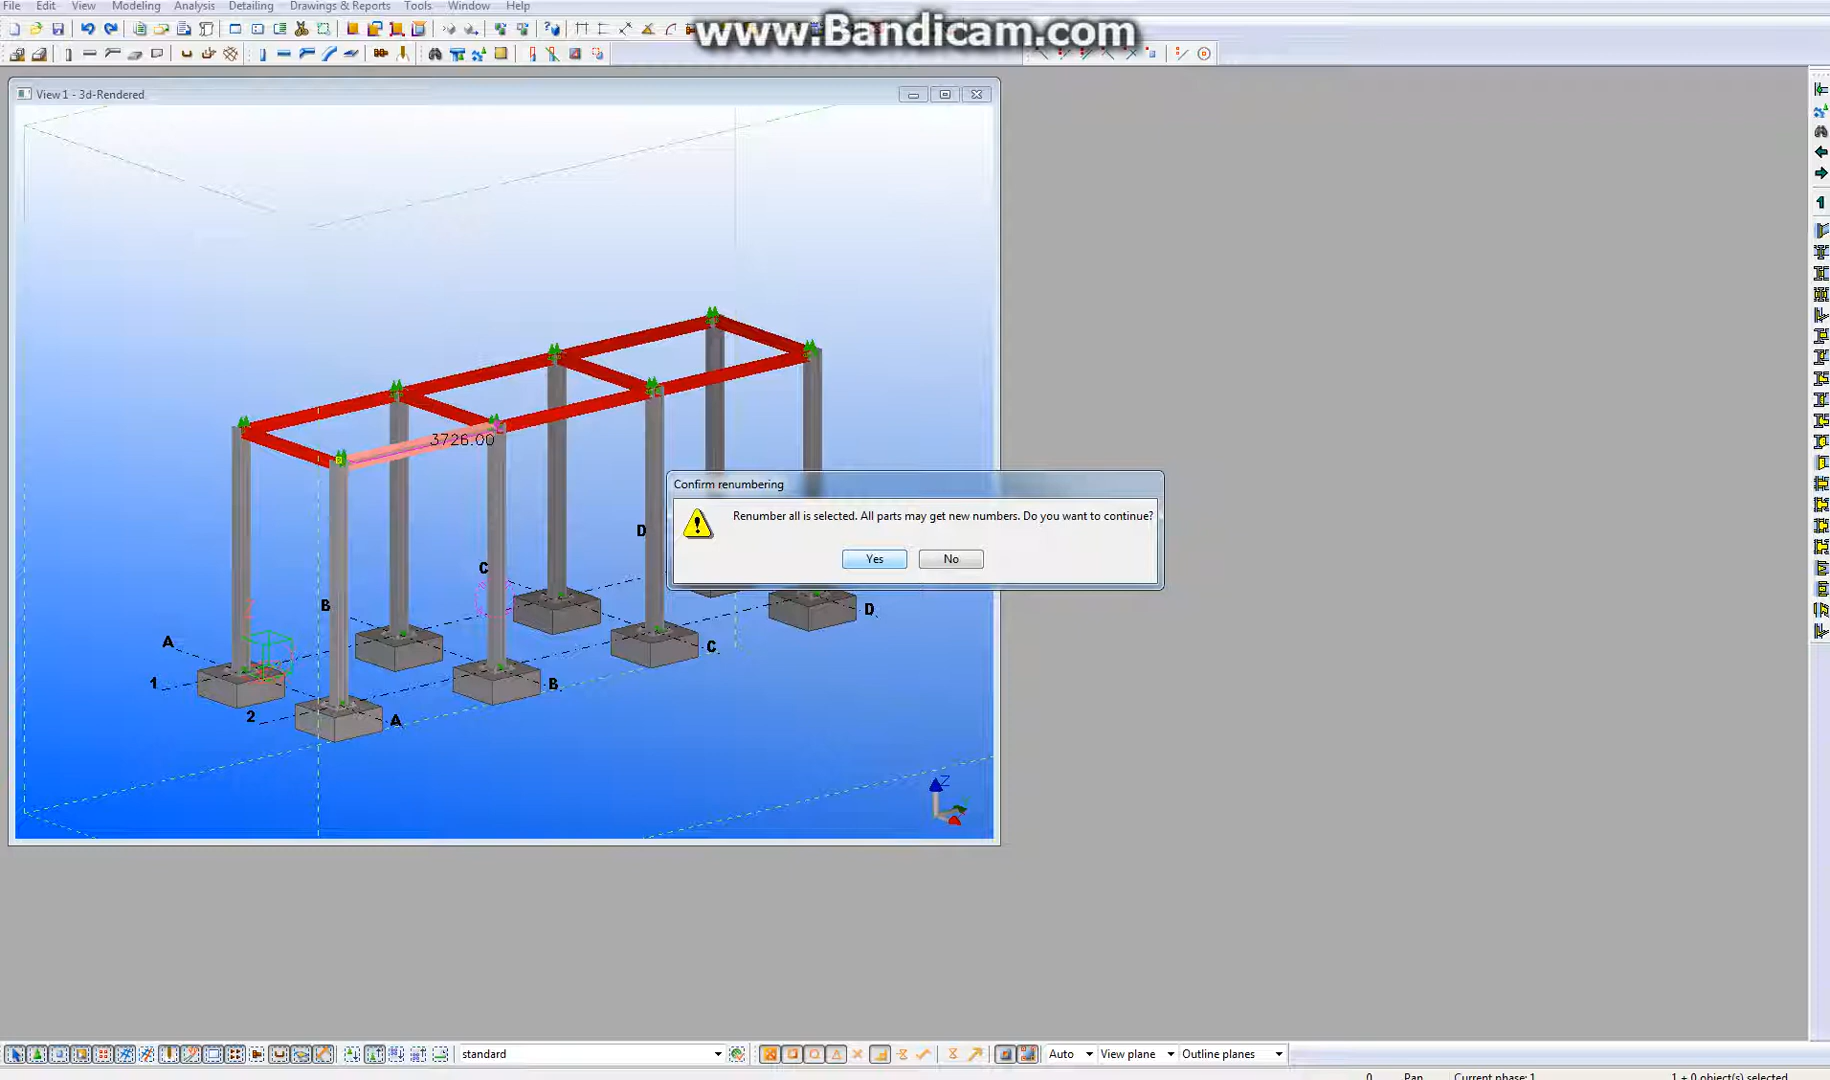 File Edit View Modeling Analysis Detailing Drawings & Reports Tools Window Help
www.Bandicam.com
View 1 - 3d-Rendered
3726.00
Confirm renumbering
Renumber all is selected. All parts may get new numbers. Do you want to continue?
Yes No
D
C
B
A
1
2
D
C
B
A
Z
standard
Auto View plane Outline planes
0 Pan Current phase: 1 1 + 0 object(s) selected